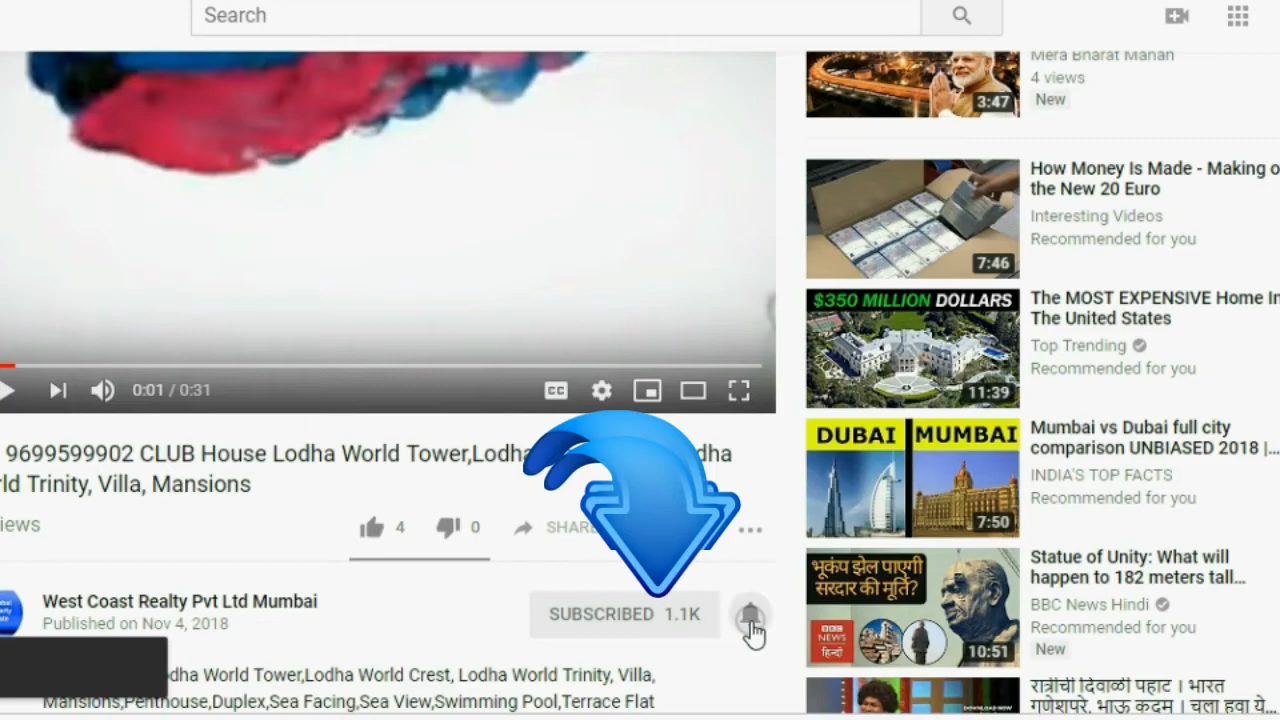 Search
0:01 / 0:31
CC
9699599902 CLUB House Lodha World Tower,Lodha dha
ld Trinity, Villa, Mansions
iews
4
0
SHARE
West Coast Realty Pvt Ltd Mumbai
Published on Nov 4, 2018
SUBSCRIBED 1.1K
dha World Tower,Lodha World Crest, Lodha World Trinity, Villa,
Mansions,Penthouse,Duplex,Sea Facing,Sea View,Swimming Pool,Terrace Flat
3:47
Mera Bharat Mahan
4 views
New
7:46
How Money Is Made - Making o
the New 20 Euro
Interesting Videos
Recommended for you
$350 MILLION DOLLARS
11:39
The MOST EXPENSIVE Home In
The United States
Top Trending
Recommended for you
DUBAI MUMBAI
7:50
Mumbai vs Dubai full city
comparison UNBIASED 2018 |...
INDIA'S TOP FACTS
Recommended for you
भूकंप झेल पाएगी
सरदार की मूर्ति?
BBC
NEWS
हिन्दी
10:51
Statue of Unity: What will
happen to 182 meters tall...
BBC News Hindi
Recommended for you
New
DOWNLOAD NOW
रात्रीची दिवाळी पहाट । भारत
गणेशपुरे, भाऊ कदम । चला हवा ये...